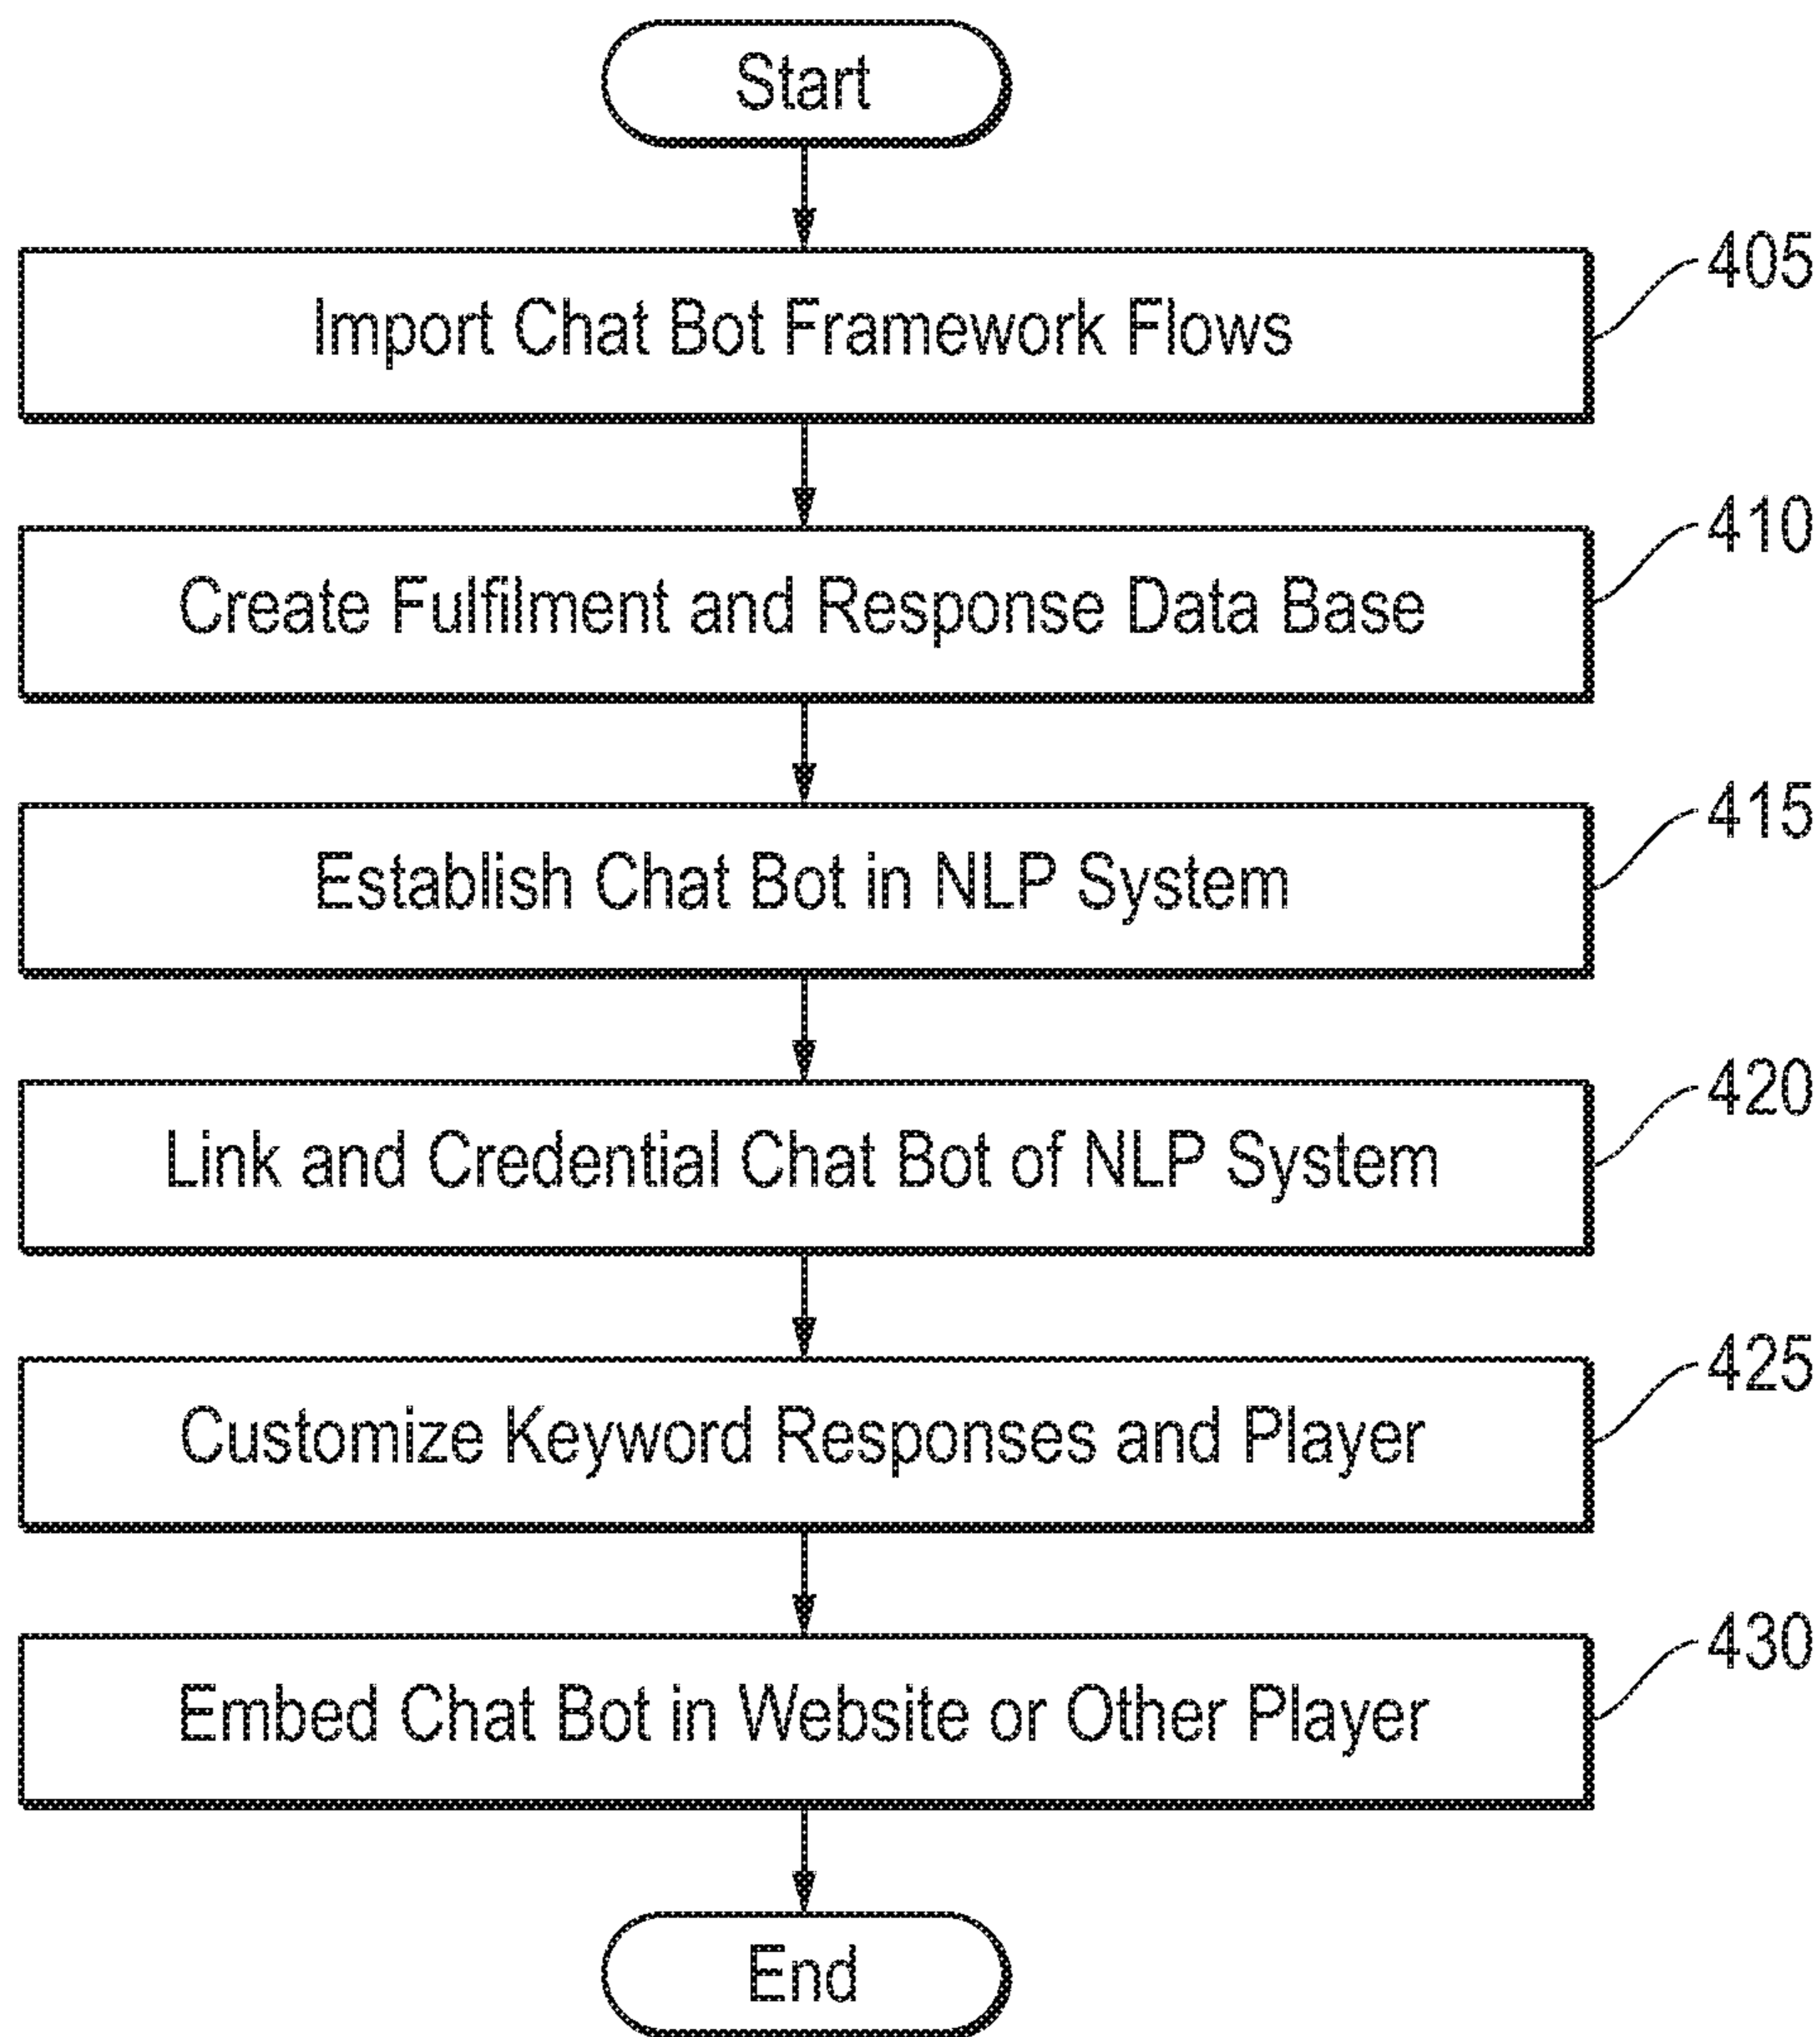 Start
Import Chat Bot Framework Flows
405
Create Fulfilment and Response Data Base
410
Establish Chat Bot in NLP System
415
Link and Credential Chat Bot of NLP System
420
Customize Keyword Responses and Player
425
Embed Chat Bot in Website or Other Player
430
End